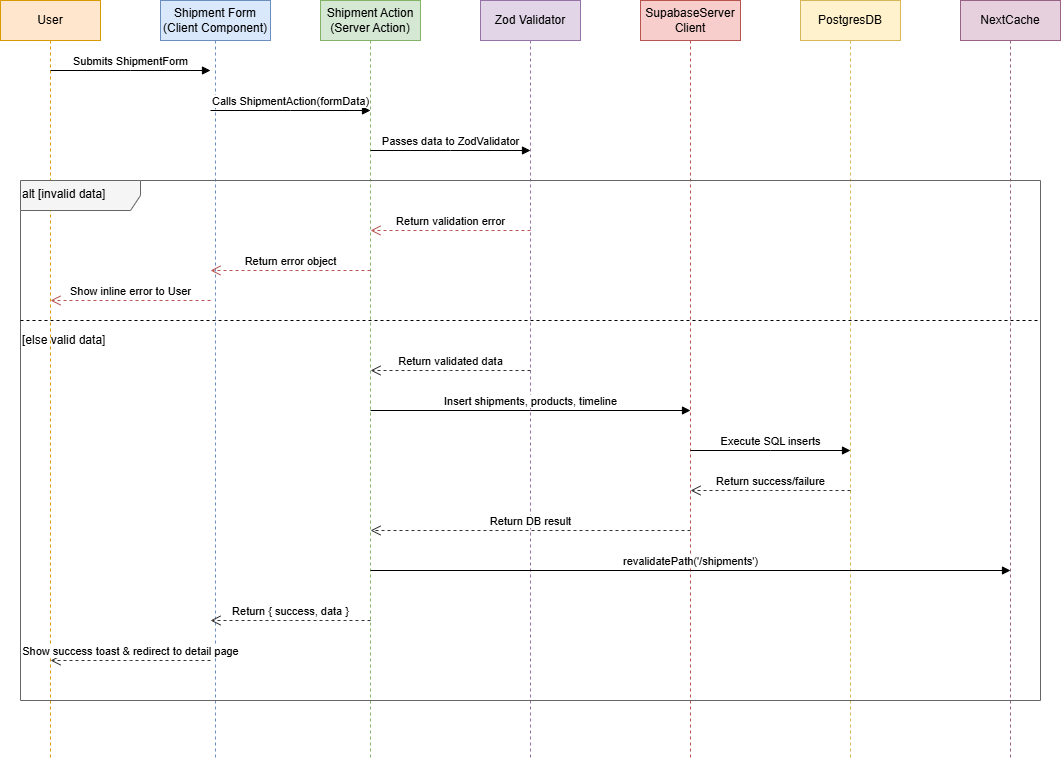 User
Shipment Form
(Client Component)
Shipment Action
(Server Action)
Zod Validator
SupabaseServer
Client
PostgresDB
NextCache
Submits ShipmentForm
Calls ShipmentAction(formData)
Passes data to ZodValidator
alt [invalid data]
Return validation error
Return error object
Show inline error to User
[else valid data]
Return validated data
Insert shipments, products, timeline
Execute SQL inserts
Return success/failure
Return DB result
revalidatePath('/shipments')
Return { success, data }
Show success toast & redirect to detail page